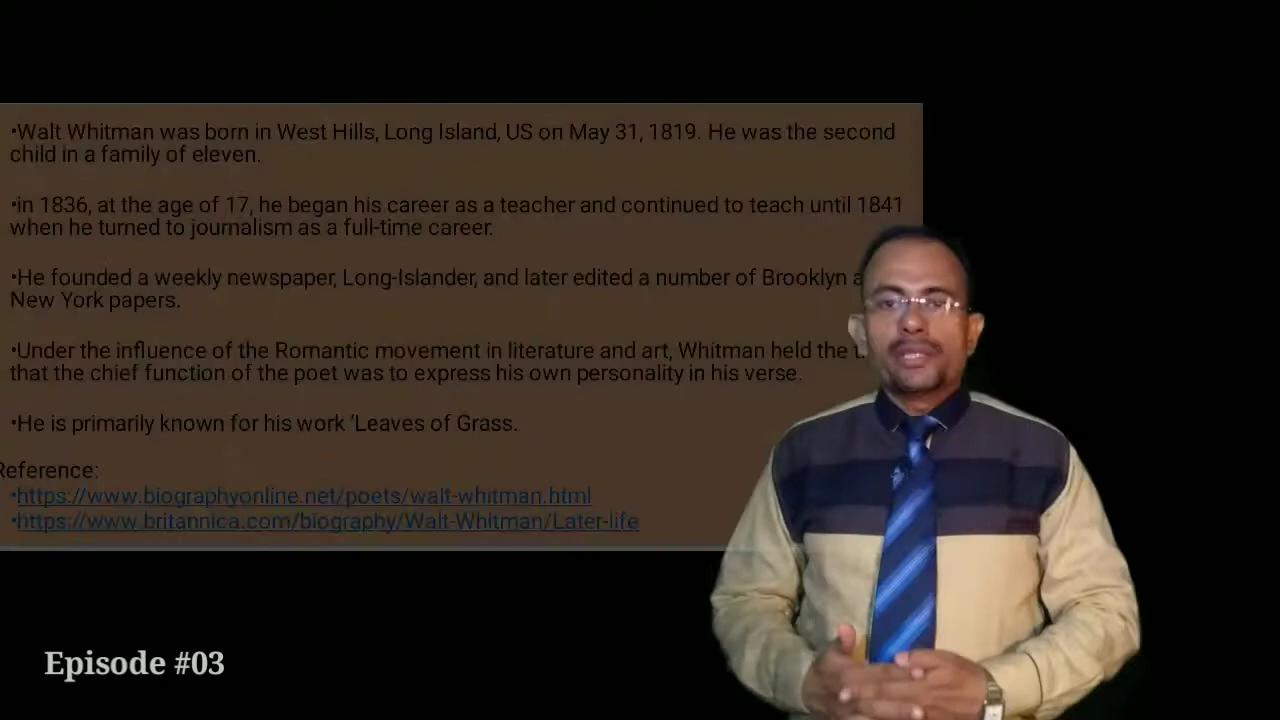 •Walt Whitman was born in West Hills, Long Island, US on May 31, 1819. He was the second
child in a family of eleven.
•in 1836, at the age of 17, he began his career as a teacher and continued to teach until 1841
when he turned to journalism as a full-time career.
•He founded a weekly newspaper, Long-Islander, and later edited a number of Brooklyn
New York papers.
•Under the influence of the Romantic movement in literature and art, Whitman held the
that the chief function of the poet was to express his own personality in his verse.
•He is primarily known for his work ‘Leaves of Grass.
Reference:
•https://www.biographyonline.net/poets/walt-whitman.html
•https://www.britannica.com/biography/Walt-Whitman/Later-life
Episode #03